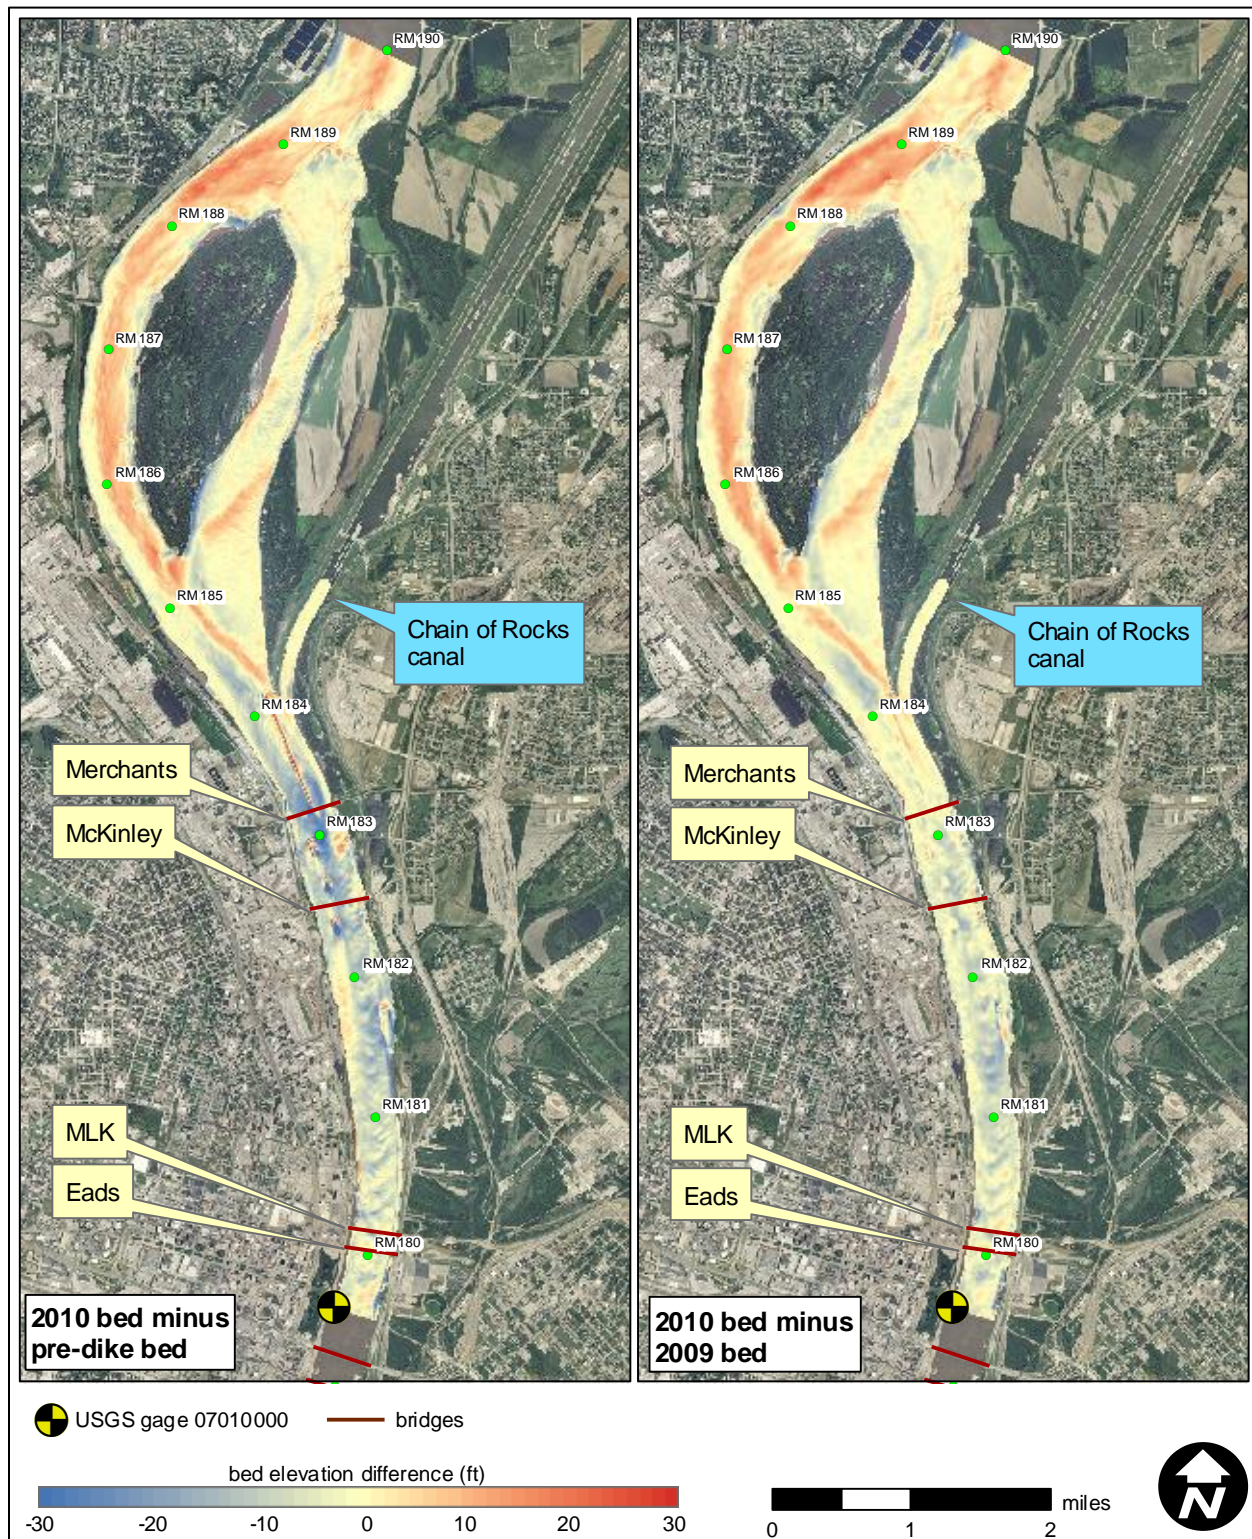 RM 190
RM 189
RM 188
RM 187
RM 186
RM 185
Chain of Rocks
canal
RM 184
Merchants
RM 183
McKinley
RM 182
RM 181
MLK
Eads
RM 180
2010 bed minus
pre-dike bed
RM 190
RM 189
RM 188
RM 187
RM 186
RM 185
Chain of Rocks
canal
RM 184
Merchants
RM 183
McKinley
RM 182
RM 181
MLK
Eads
RM 180
2010 bed minus
2009 bed
USGS gage 07010000
bridges
bed elevation difference (ft)
-30 -20 -10 0 10 20 30
miles
0 1 2
N